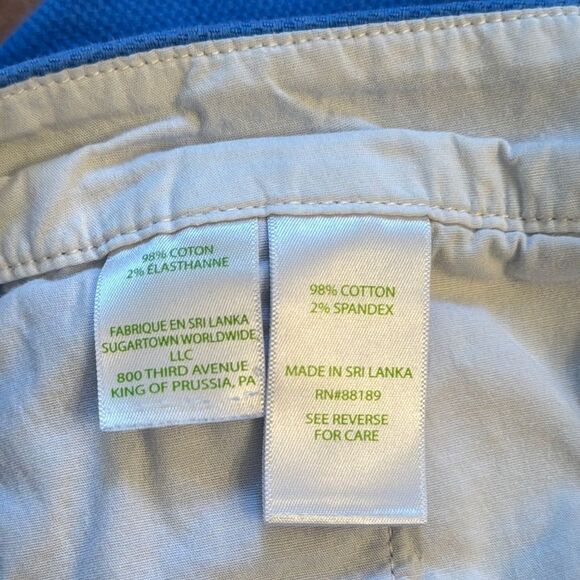 98% COTON
2% ÉLASTHANNE
FABRIQUE EN SRI LANKA
SUGARTOWN WORLDWIDE,
LLC
800 THIRD AVENUE
KING OF PRUSSIA, PA
98% COTTON
2% SPANDEX
MADE IN SRI LANKA
RN#88189
SEE REVERSE
FOR CARE